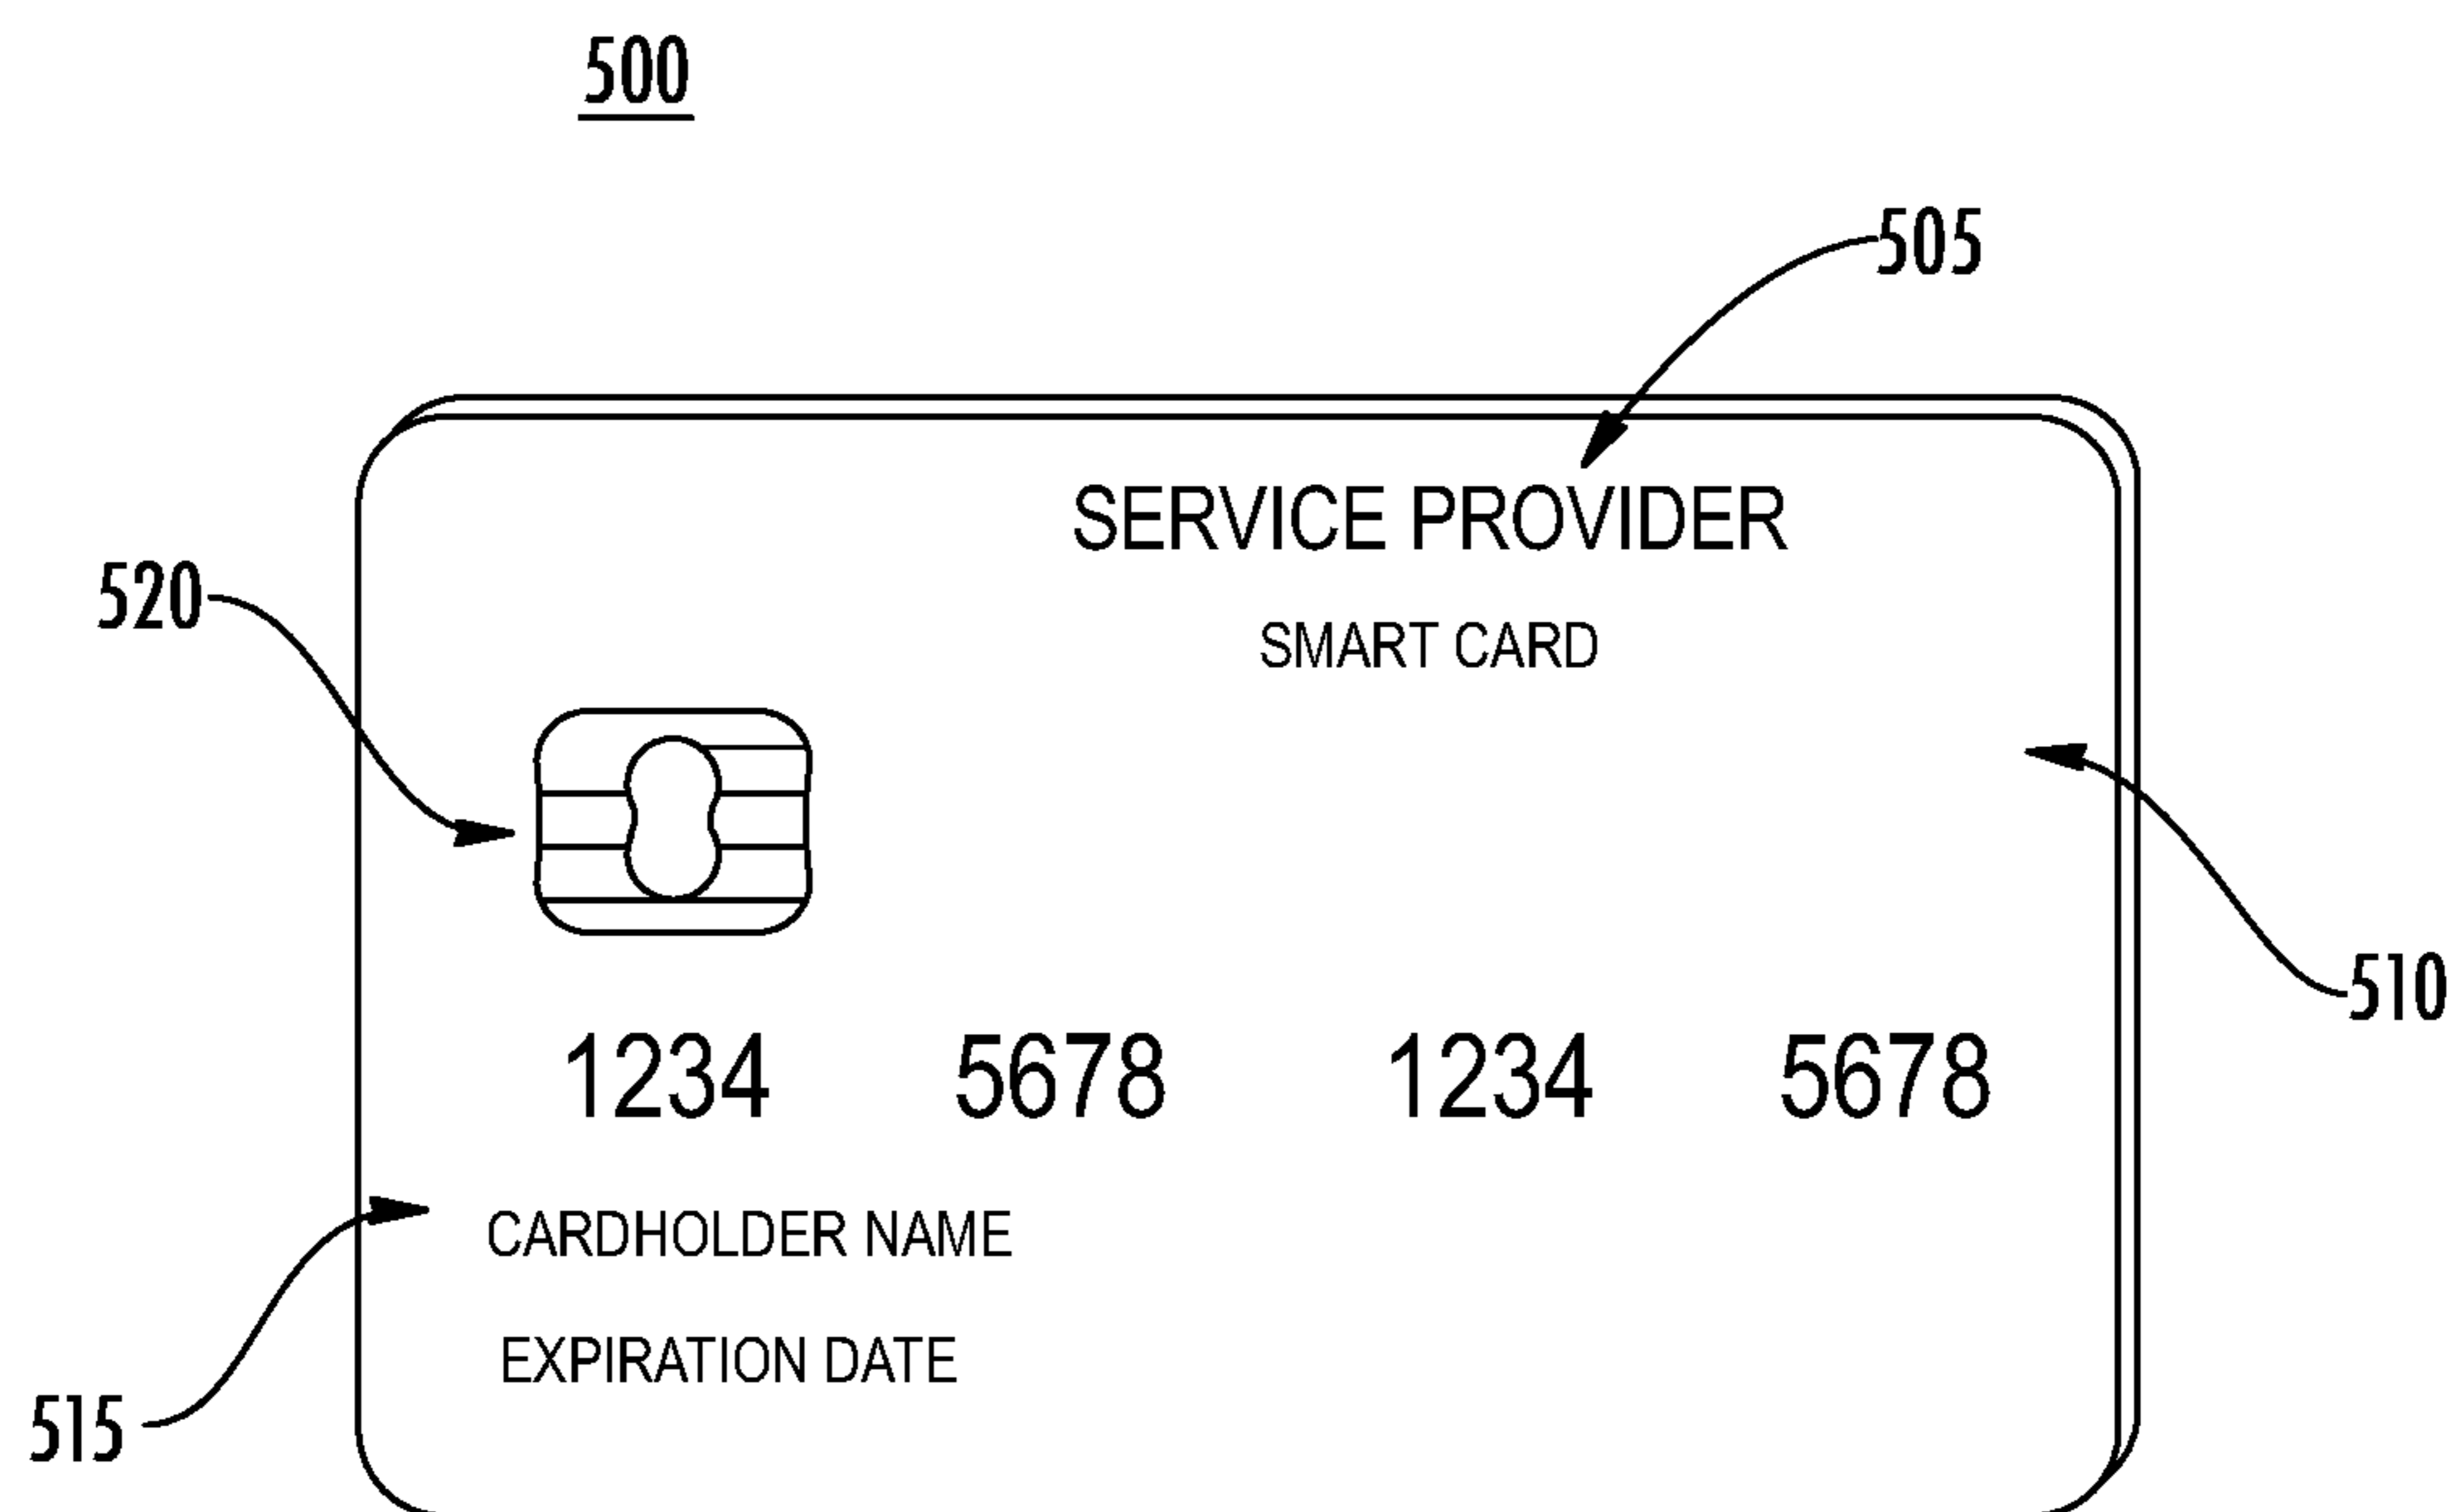 500
505
SERVICE PROVIDER
520
SMART CARD
510
1234 5678 1234 5678
CARDHOLDER NAME
EXPIRATION DATE
515